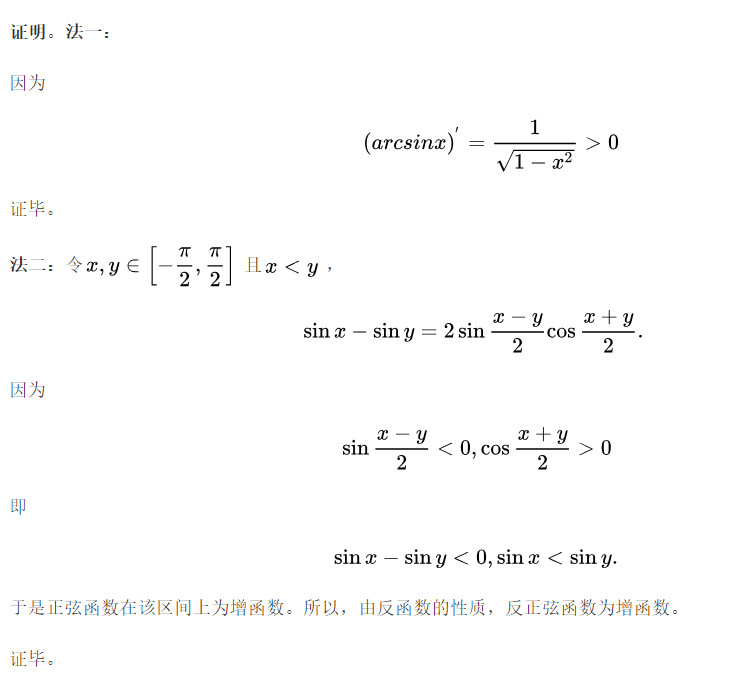 证明。法一：
因为
$(arcsinx)^{'} = \frac{1}{\sqrt{1-x^2}} > 0$
证毕。
法二：令$x, y \in \left[-\frac{\pi}{2}, \frac{\pi}{2}\right]$ 且$x < y$，
$\sin x - \sin y = 2\sin\frac{x-y}{2}\cos\frac{x+y}{2}.$
因为
$\sin\frac{x-y}{2} < 0, \cos\frac{x+y}{2} > 0$
即
$\sin x - \sin y < 0, \sin x < \sin y.$
于是正弦函数在该区间上为增函数。所以，由反函数的性质，反正弦函数为增函数。
证毕。